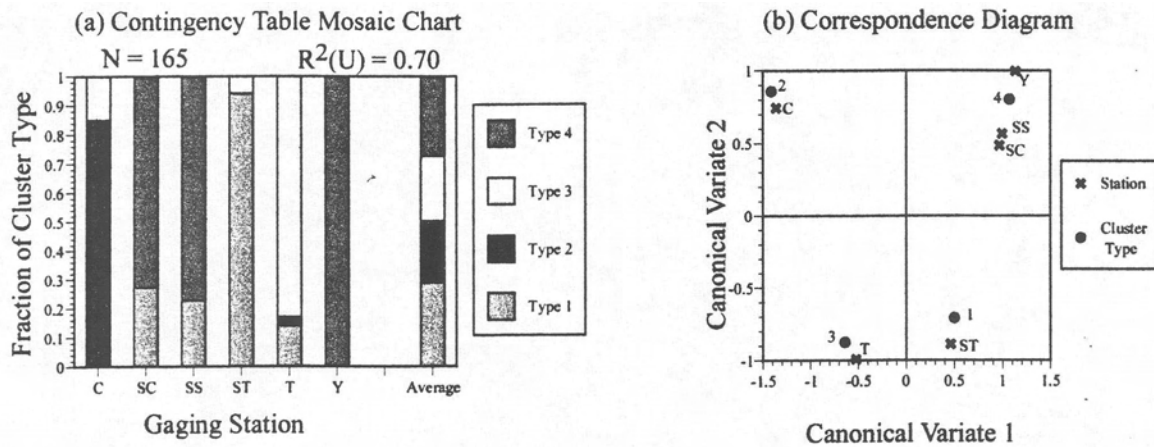 (a) Contingency Table Mosaic Chart
N = 165 R²(U) = 0.70
Fraction of Cluster Type
1
0.9
0.8
0.7
0.6
0.5
0.4
0.3
0.2
0.1
0
C SC SS ST T Y Average
Gaging Station
Type 4
Type 3
Type 2
Type 1
(b) Correspondence Diagram
Canonical Variate 2
1
0.5
0
-0.5
-1
-1.5 -1 -0.5 0 0.5 1 1.5
Canonical Variate 1
2
C
Y
4
SS
SC
1
ST
3
T
Station
Cluster
Type